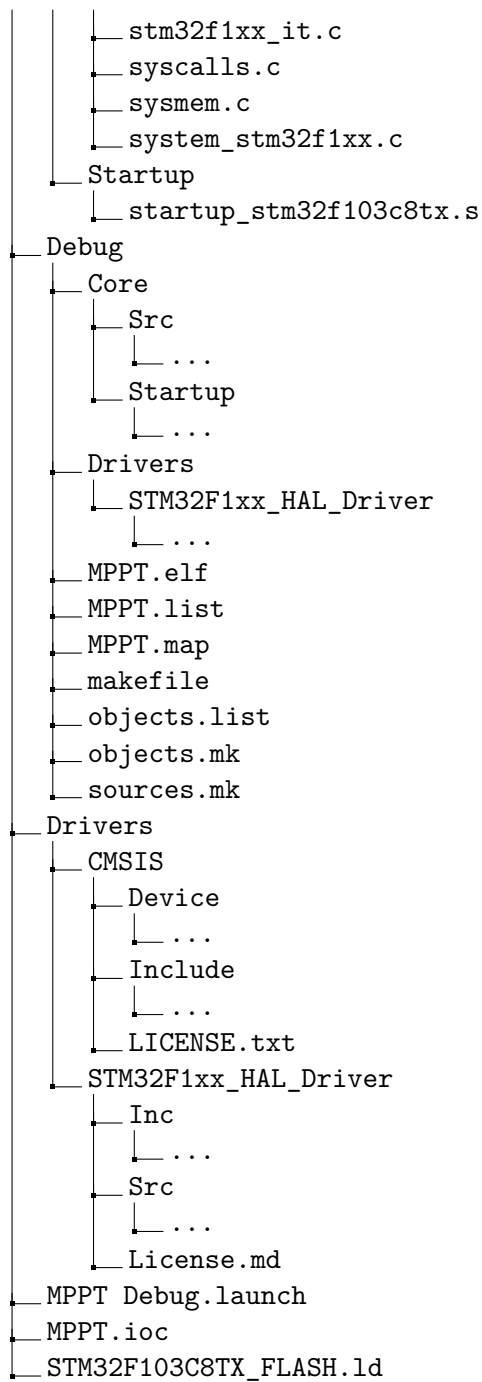 stm32f1xx_it.c
syscalls.c
sysmem.c
system_stm32f1xx.c
Startup
startup_stm32f103c8tx.s
Debug
Core
Src
...
Startup
...
Drivers
STM32F1xx_HAL_Driver
...
MPPT.elf
MPPT.list
MPPT.map
makefile
objects.list
objects.mk
sources.mk
Drivers
CMSIS
Device
...
Include
...
LICENSE.txt
STM32F1xx_HAL_Driver
Inc
...
Src
...
License.md
MPPT Debug.launch
MPPT.ioc
STM32F103C8TX_FLASH.ld